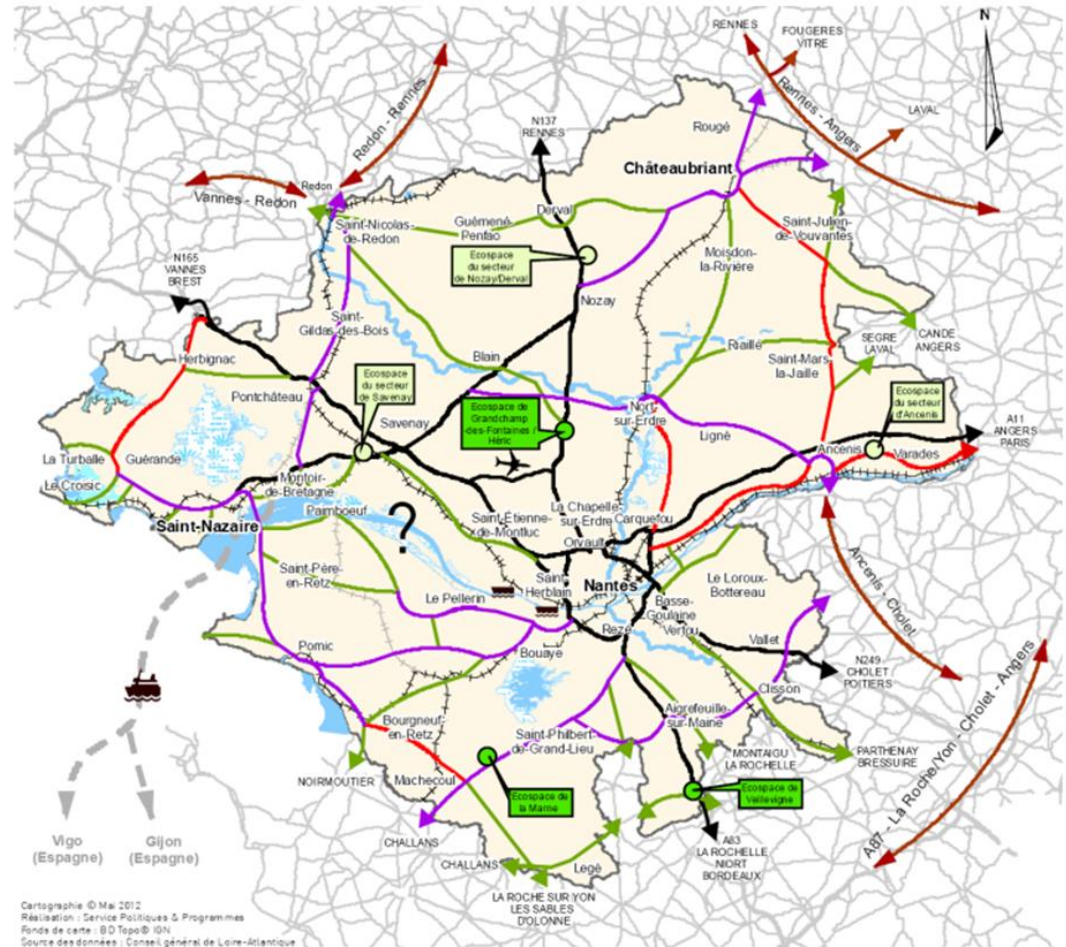 N
RENNES
FOUGERES
VITRE
Rennes - Angers
LAVAL
Redon - Rennes
N137
RENNES
Rougé
Châteaubriant
Vannes - Redon
Redon
Saint-Nicolas-
de-Redon
Guémené-
Penfao
Derval
Ecospace
du secteur
de Nozay/Derval
Saint-Julien-
de-Vouvantes
Moisdon-
la-Rivière
N165
VANNES
BREST
Nozay
Saint-
Gildas-des-Bois
CANDE
ANGERS
SEGRE
LAVAL
Riaillé
Saint-Mars-
la-Jaille
Herbignac
Blain
Ecospace
du secteur
de Savenay
Ecospace
du secteur
d'Ancenis
Pontchâteau
Ecospace de
Grandchamp
-des-Fontaines /
Héric
Nort-
sur-Erdre
Savenay
Ligné
A11
ANGERS
PARIS
La Turballe
Guérande
Ancenis
Varades
Le Croisic
Montoir-
de-Bretagne
Paimboeuf
?
Saint-Nazaire
Saint-Étienne-
de-Montluc
La Chapelle-
sur-Erdre
Carquefou
Orvault
Saint-
Herblain
Nantes
Le Loroux-
Bottereau
Saint-Père-
en-Retz
Le Pellerin
Basse-
Goulaine
Vertou
Rezé
Vallet
Ancenis - Cholet
Pornic
Bouaye
N249
CHOLET
POITIERS
Clisson
Aigrefeuille-
sur-Maine
Bourgneuf-
en-Retz
Saint-Philbert-
de-Grand-Lieu
MONTAIGU
LA ROCHELLE
PARTHENAY
BRESSUIRE
A87 - La Roche/Yon - Cholet - Angers
NOIRMOUTIER
Machecoul
Ecospace de
la Marne
Ecospace de
Vieillevigne
CHALLANS
Vigo
(Espagne)
Gijon
(Espagne)
CHALLANS
Legé
A83
LA ROCHELLE
NIORT
BORDEAUX
LA ROCHE SUR YON
LES SABLES
D'OLONNE
Cartographie © Mai 2012
Réalisation : Service Politiques & Programmes
Fonds de carte : BD Topo® IGN
Source des données : Conseil général de Loire-Atlantique